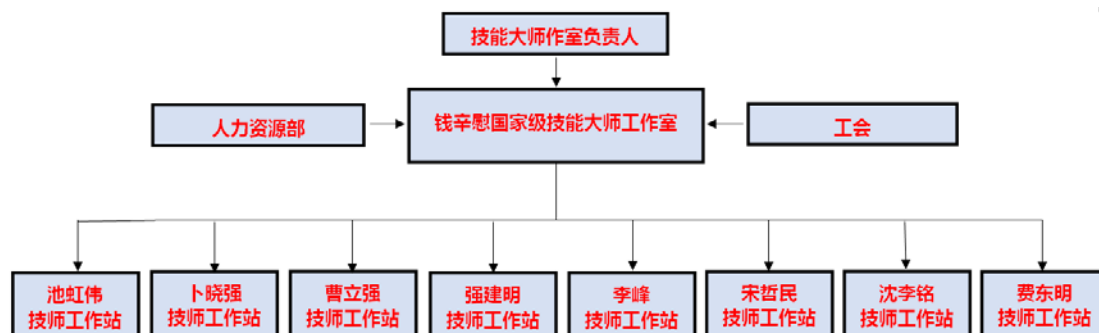 技能大师作室负责人
人力资源部
钱辛慰国家级技能大师工作室
工会
池虹伟
技师工作站
卜晓强
技师工作站
曹立强
技师工作站
强建明
技师工作站
李峰
技师工作站
宋哲民
技师工作站
沈李铭
技师工作站
费东明
技师工作站